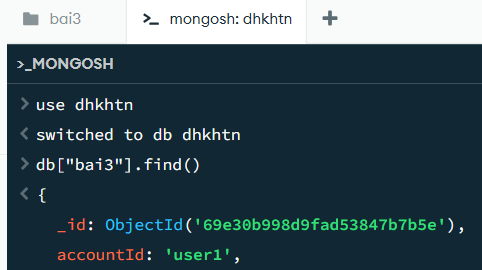 bai3
>_ mongosh: dhkhtn +
>_MONGOSH
> use dhkhtn
< switched to db dhkhtn
> db["bai3"].find()
< {
_id: ObjectId('69e30b998d9fad53847b7b5e'),
accountId: 'user1',